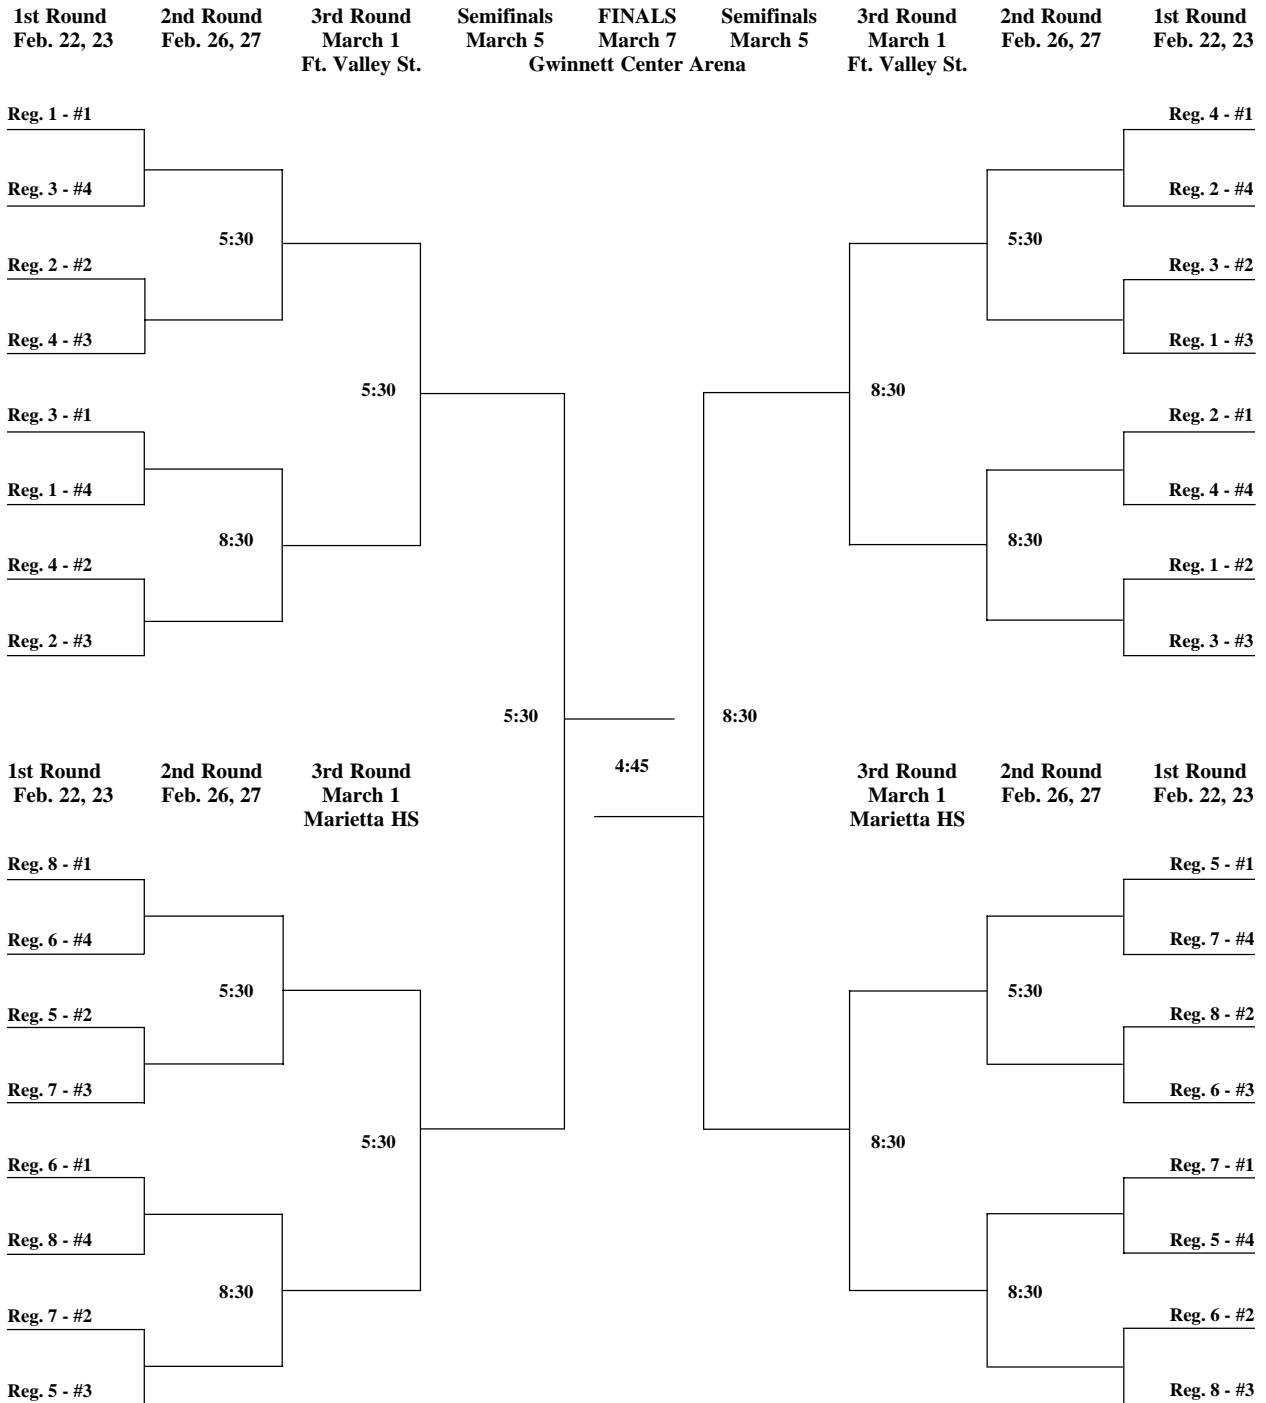 1st Round 2nd Round 3rd Round Semifinals FINALS Semifinals 3rd Round 2nd Round 1st Round
Feb. 22, 23 Feb. 26, 27 March 1 March 5 March 7 March 5 March 1 Feb. 26, 27 Feb. 22, 23
Ft. Valley St. Gwinnett Center Arena Ft. Valley St.
Reg. 1 - #1 Reg. 4 - #1
Reg. 3 - #4 Reg. 2 - #4
5:30 5:30
Reg. 2 - #2 Reg. 3 - #2
Reg. 4 - #3 Reg. 1 - #3
5:30 8:30
Reg. 3 - #1 Reg. 2 - #1
Reg. 1 - #4 Reg. 4 - #4
8:30 8:30
Reg. 4 - #2 Reg. 1 - #2
Reg. 2 - #3 Reg. 3 - #3
5:30 8:30
4:45
1st Round 2nd Round 3rd Round 3rd Round 2nd Round 1st Round
Feb. 22, 23 Feb. 26, 27 March 1 March 1 Feb. 26, 27 Feb. 22, 23
Marietta HS Marietta HS
Reg. 8 - #1 Reg. 5 - #1
Reg. 6 - #4 Reg. 7 - #4
5:30 5:30
Reg. 5 - #2 Reg. 8 - #2
Reg. 7 - #3 Reg. 6 - #3
5:30 8:30
Reg. 6 - #1 Reg. 7 - #1
Reg. 8 - #4 Reg. 5 - #4
8:30 8:30
Reg. 7 - #2 Reg. 6 - #2
Reg. 5 - #3 Reg. 8 - #3